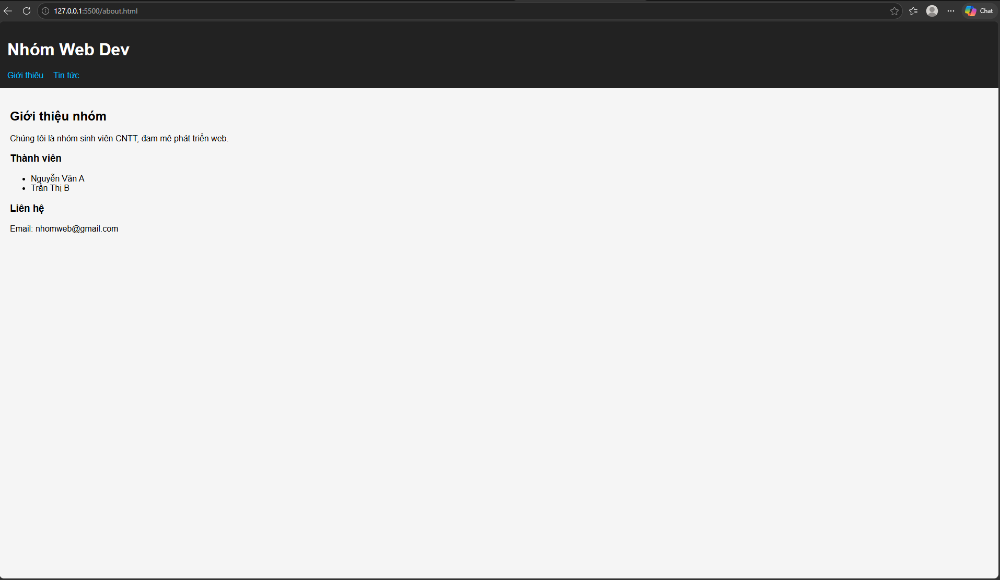 127.0.0.1:5500/about.html
Chat
Nhóm Web Dev
Giới thiệu Tin tức
Giới thiệu nhóm
Chúng tôi là nhóm sinh viên CNTT, đam mê phát triển web.
Thành viên
Nguyễn Văn A
Trần Thị B
Liên hệ
Email: nhomweb@gmail.com